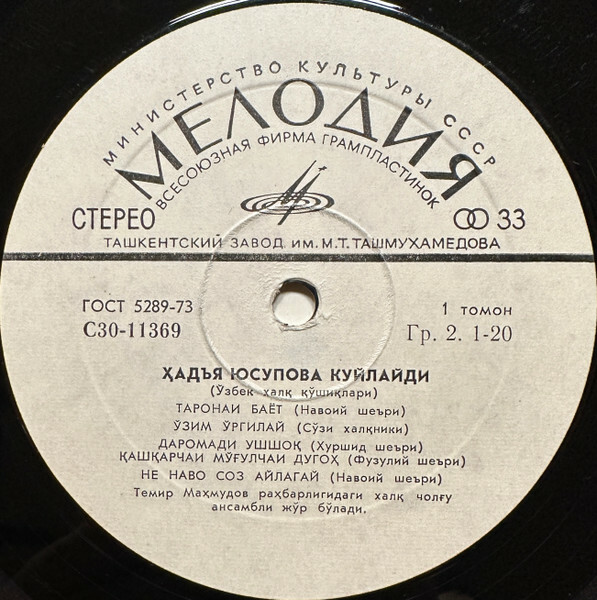 МИНИСТЕРСТВО КУЛЬТУРЫ СССР
МЕЛОДИЯ
ВСЕСОЮЗНАЯ ФИРМА ГРАМПЛАСТИНОК
СТЕРЕО 33
ТАШКЕНТСКИЙ ЗАВОД ИМ. М.Т. ТАШМУХАМЕДОВА
ГОСТ 5289-73 1 томон
С30-11369 Гр. 2. 1-20
ҲАДЪЯ ЮСУПОВА КУЙЛАЙДИ
(Ўзбек халқ қўшиқлари)
ТАРОНАИ БАЁТ (Навоий шеъри)
ЎЗИМ ЎРГИЛАЙ (Сўзи халқники)
ДАРОМАДИ УШШОҚ (Хуршид шеъри)
ҚАШҚАРЧАИ МЎҒУЛЧАИ ДУГОҲ (Фузулий шеъри)
НЕ НАВО СОЗ АЙЛАГАЙ (Навоий шеъри)
Темир Маҳмудов раҳбарлигидаги халқ чолғу
ансамбли жўр бўлади.